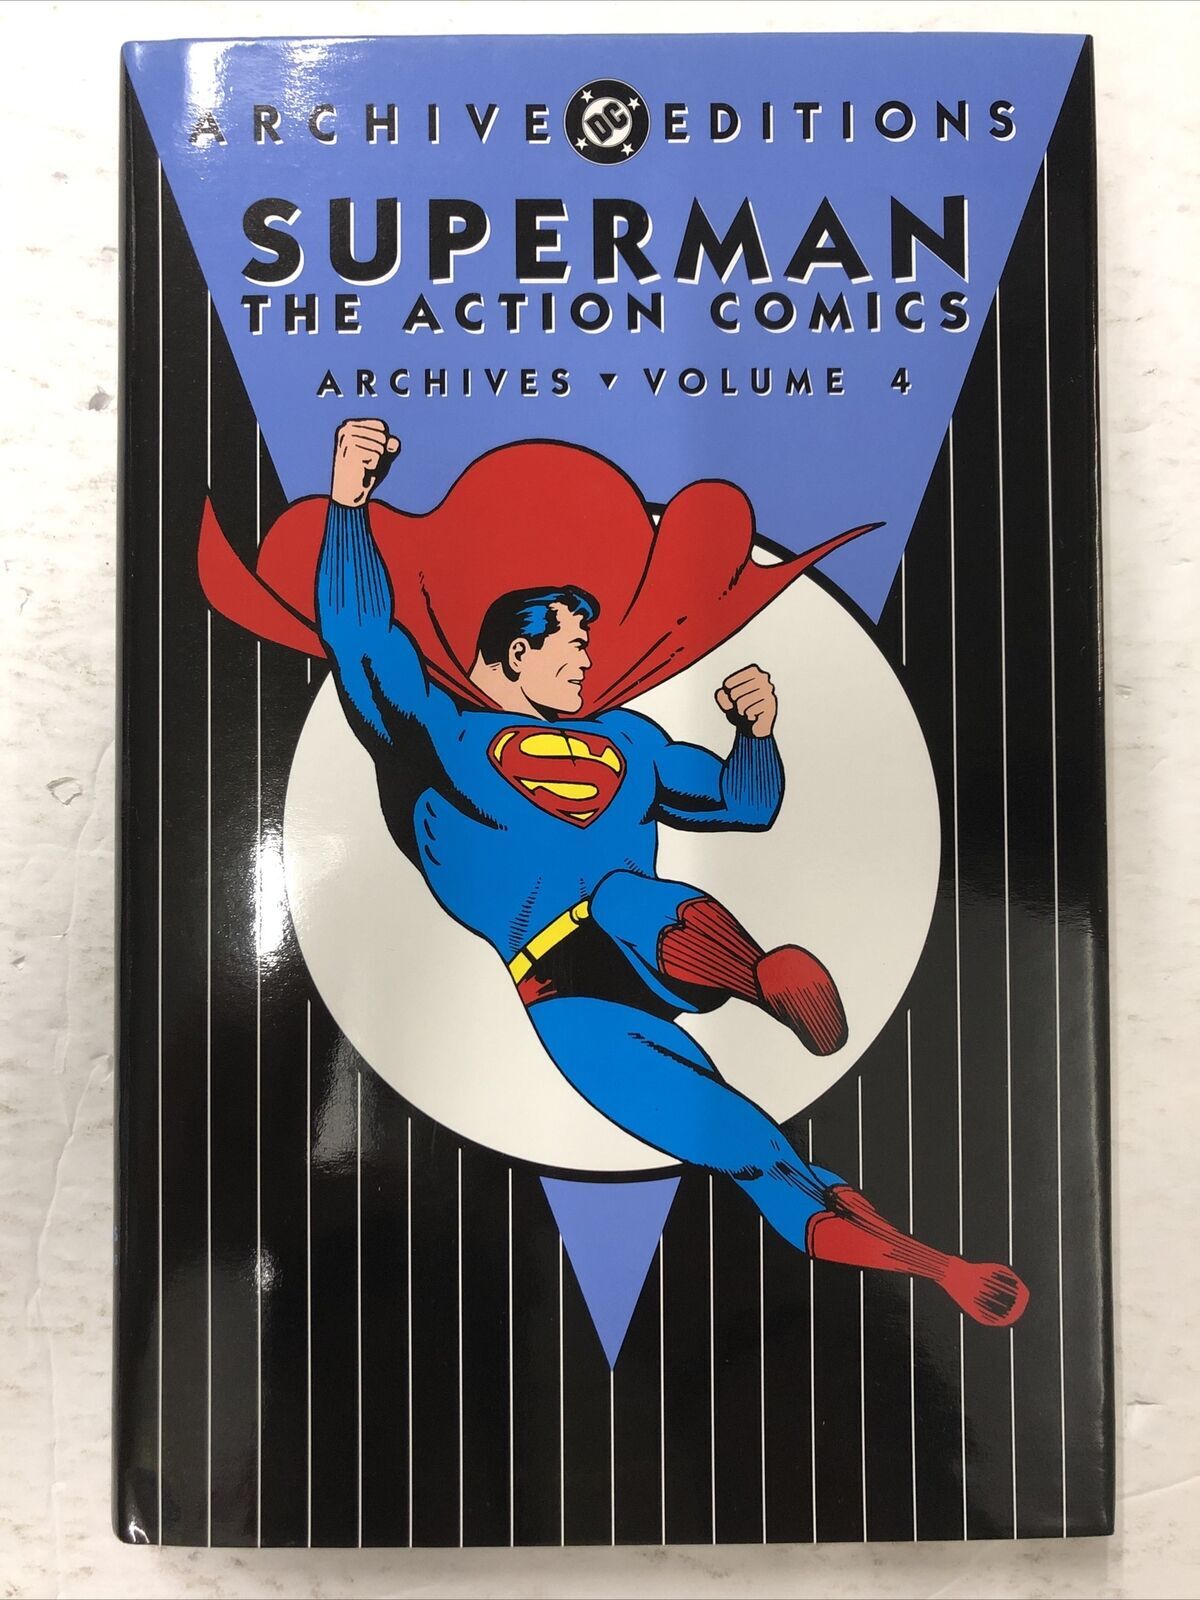 ARCHIVE DC EDITIONS
SUPERMAN
THE ACTION COMICS
ARCHIVES ▾ VOLUME 4
S